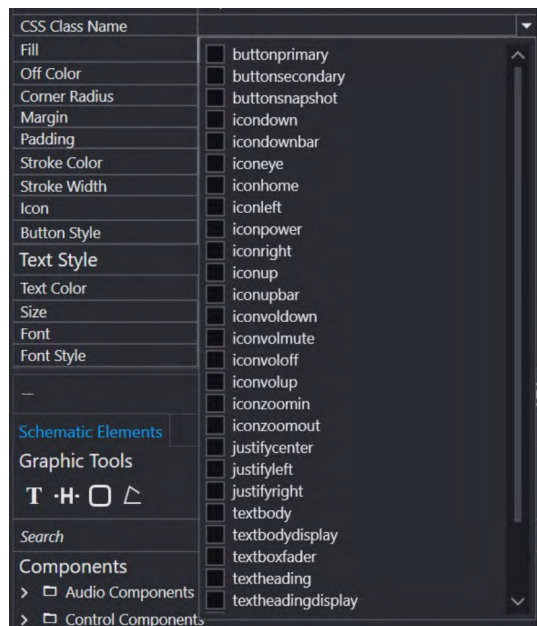 CSS Class Name
Fill
Off Color
Corner Radius
Margin
Padding
Stroke Color
Stroke Width
Icon
Button Style
Text Style
Text Color
Size
Font
Font Style
Schematic Elements
Graphic Tools
T ·H·
Search
Components
Audio Components
Control Components
buttonprimary
buttonsecondary
buttonsnapshot
icondown
icondownbar
iconeye
iconhome
iconleft
iconpower
iconright
iconup
iconupbar
iconvoldown
iconvolmute
iconvoloff
iconvolup
iconzoomin
iconzoomout
justifycenter
justifyleft
justifyright
textbody
textbodydisplay
textboxfader
textheading
textheadingdisplay